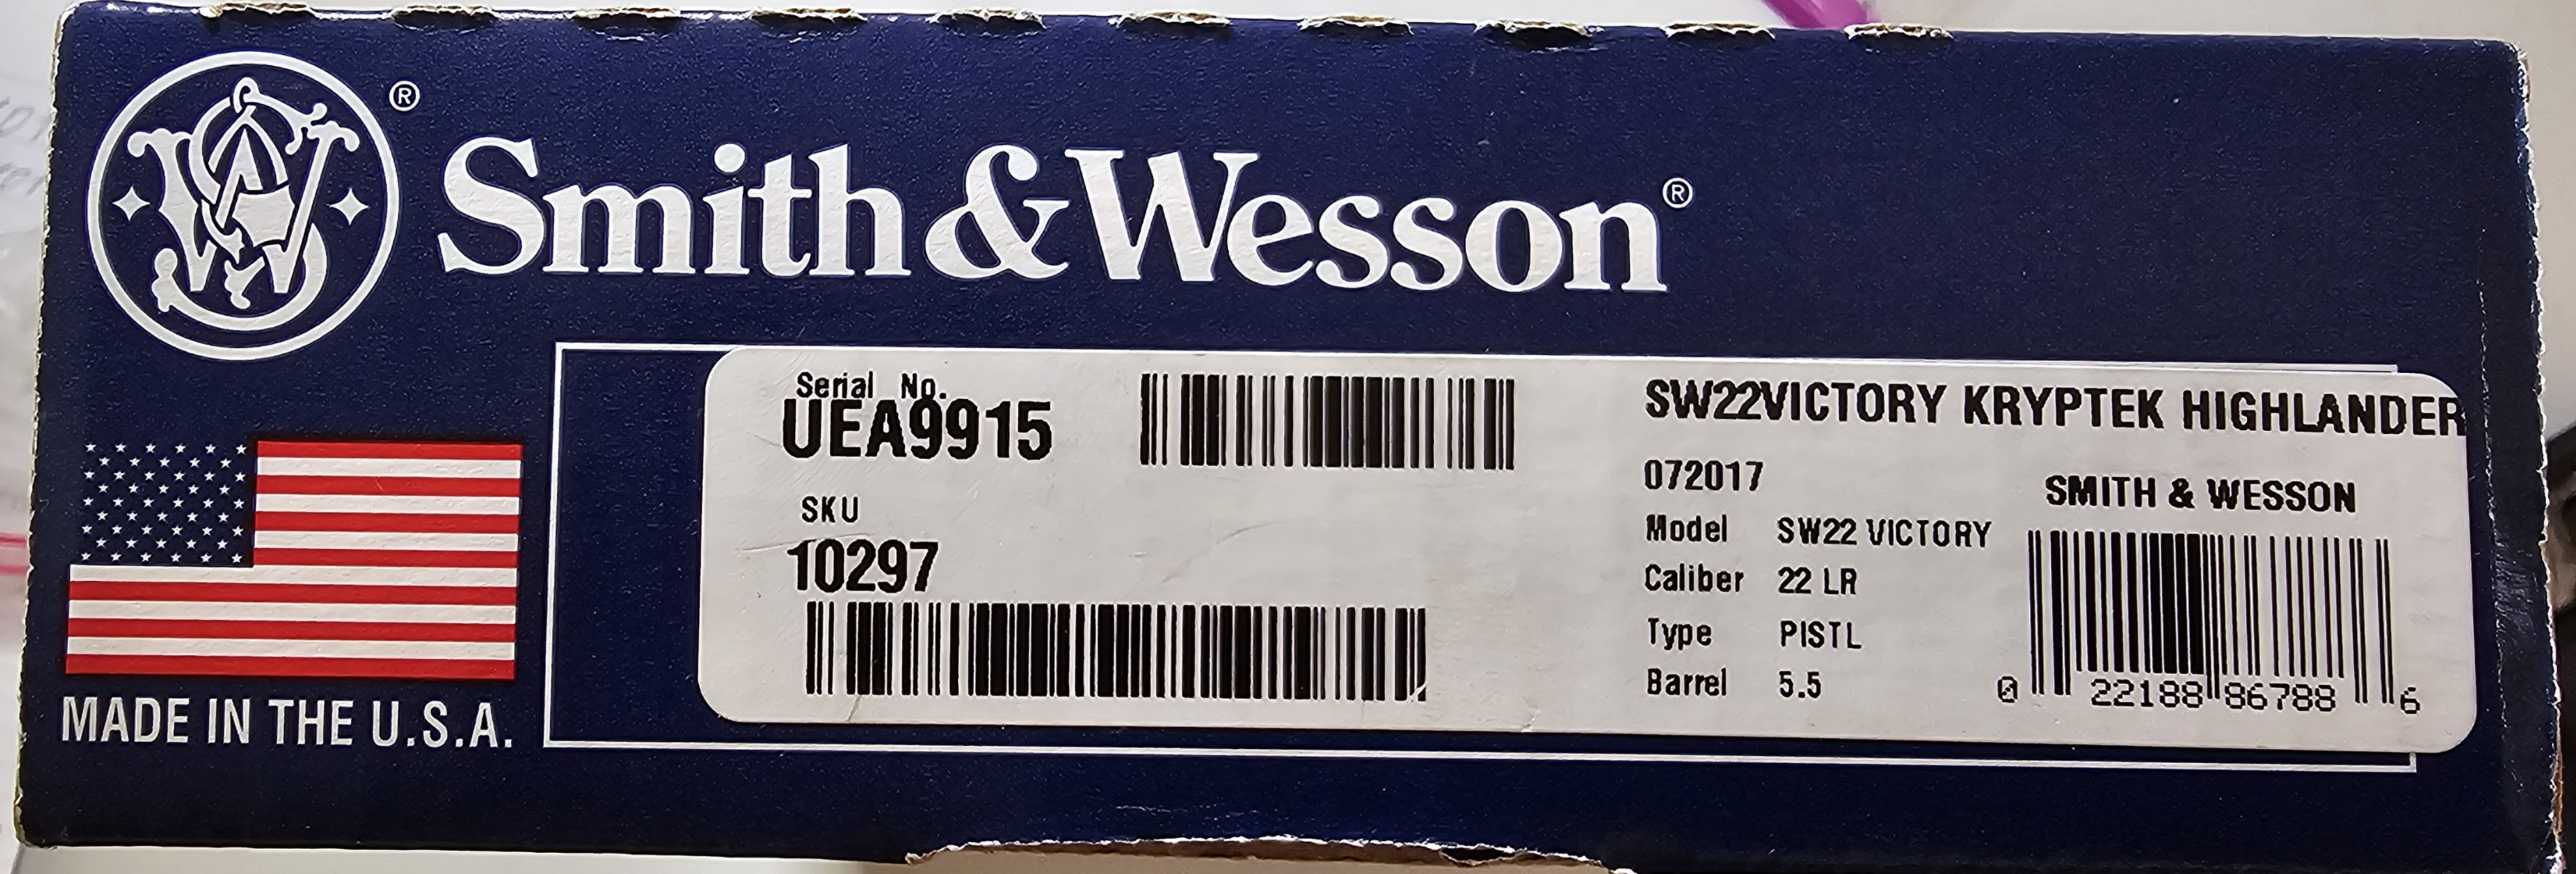 ®
Smith & Wesson®
Serial No.
UEA9915
SKU
10297
SW22VICTORY KRYPTEK HIGHLANDER
072017
SMITH & WESSON
Model SW22 VICTORY
Caliber 22 LR
Type PISTL
Barrel 5.5
0 22188 86788 6
MADE IN THE U.S.A.